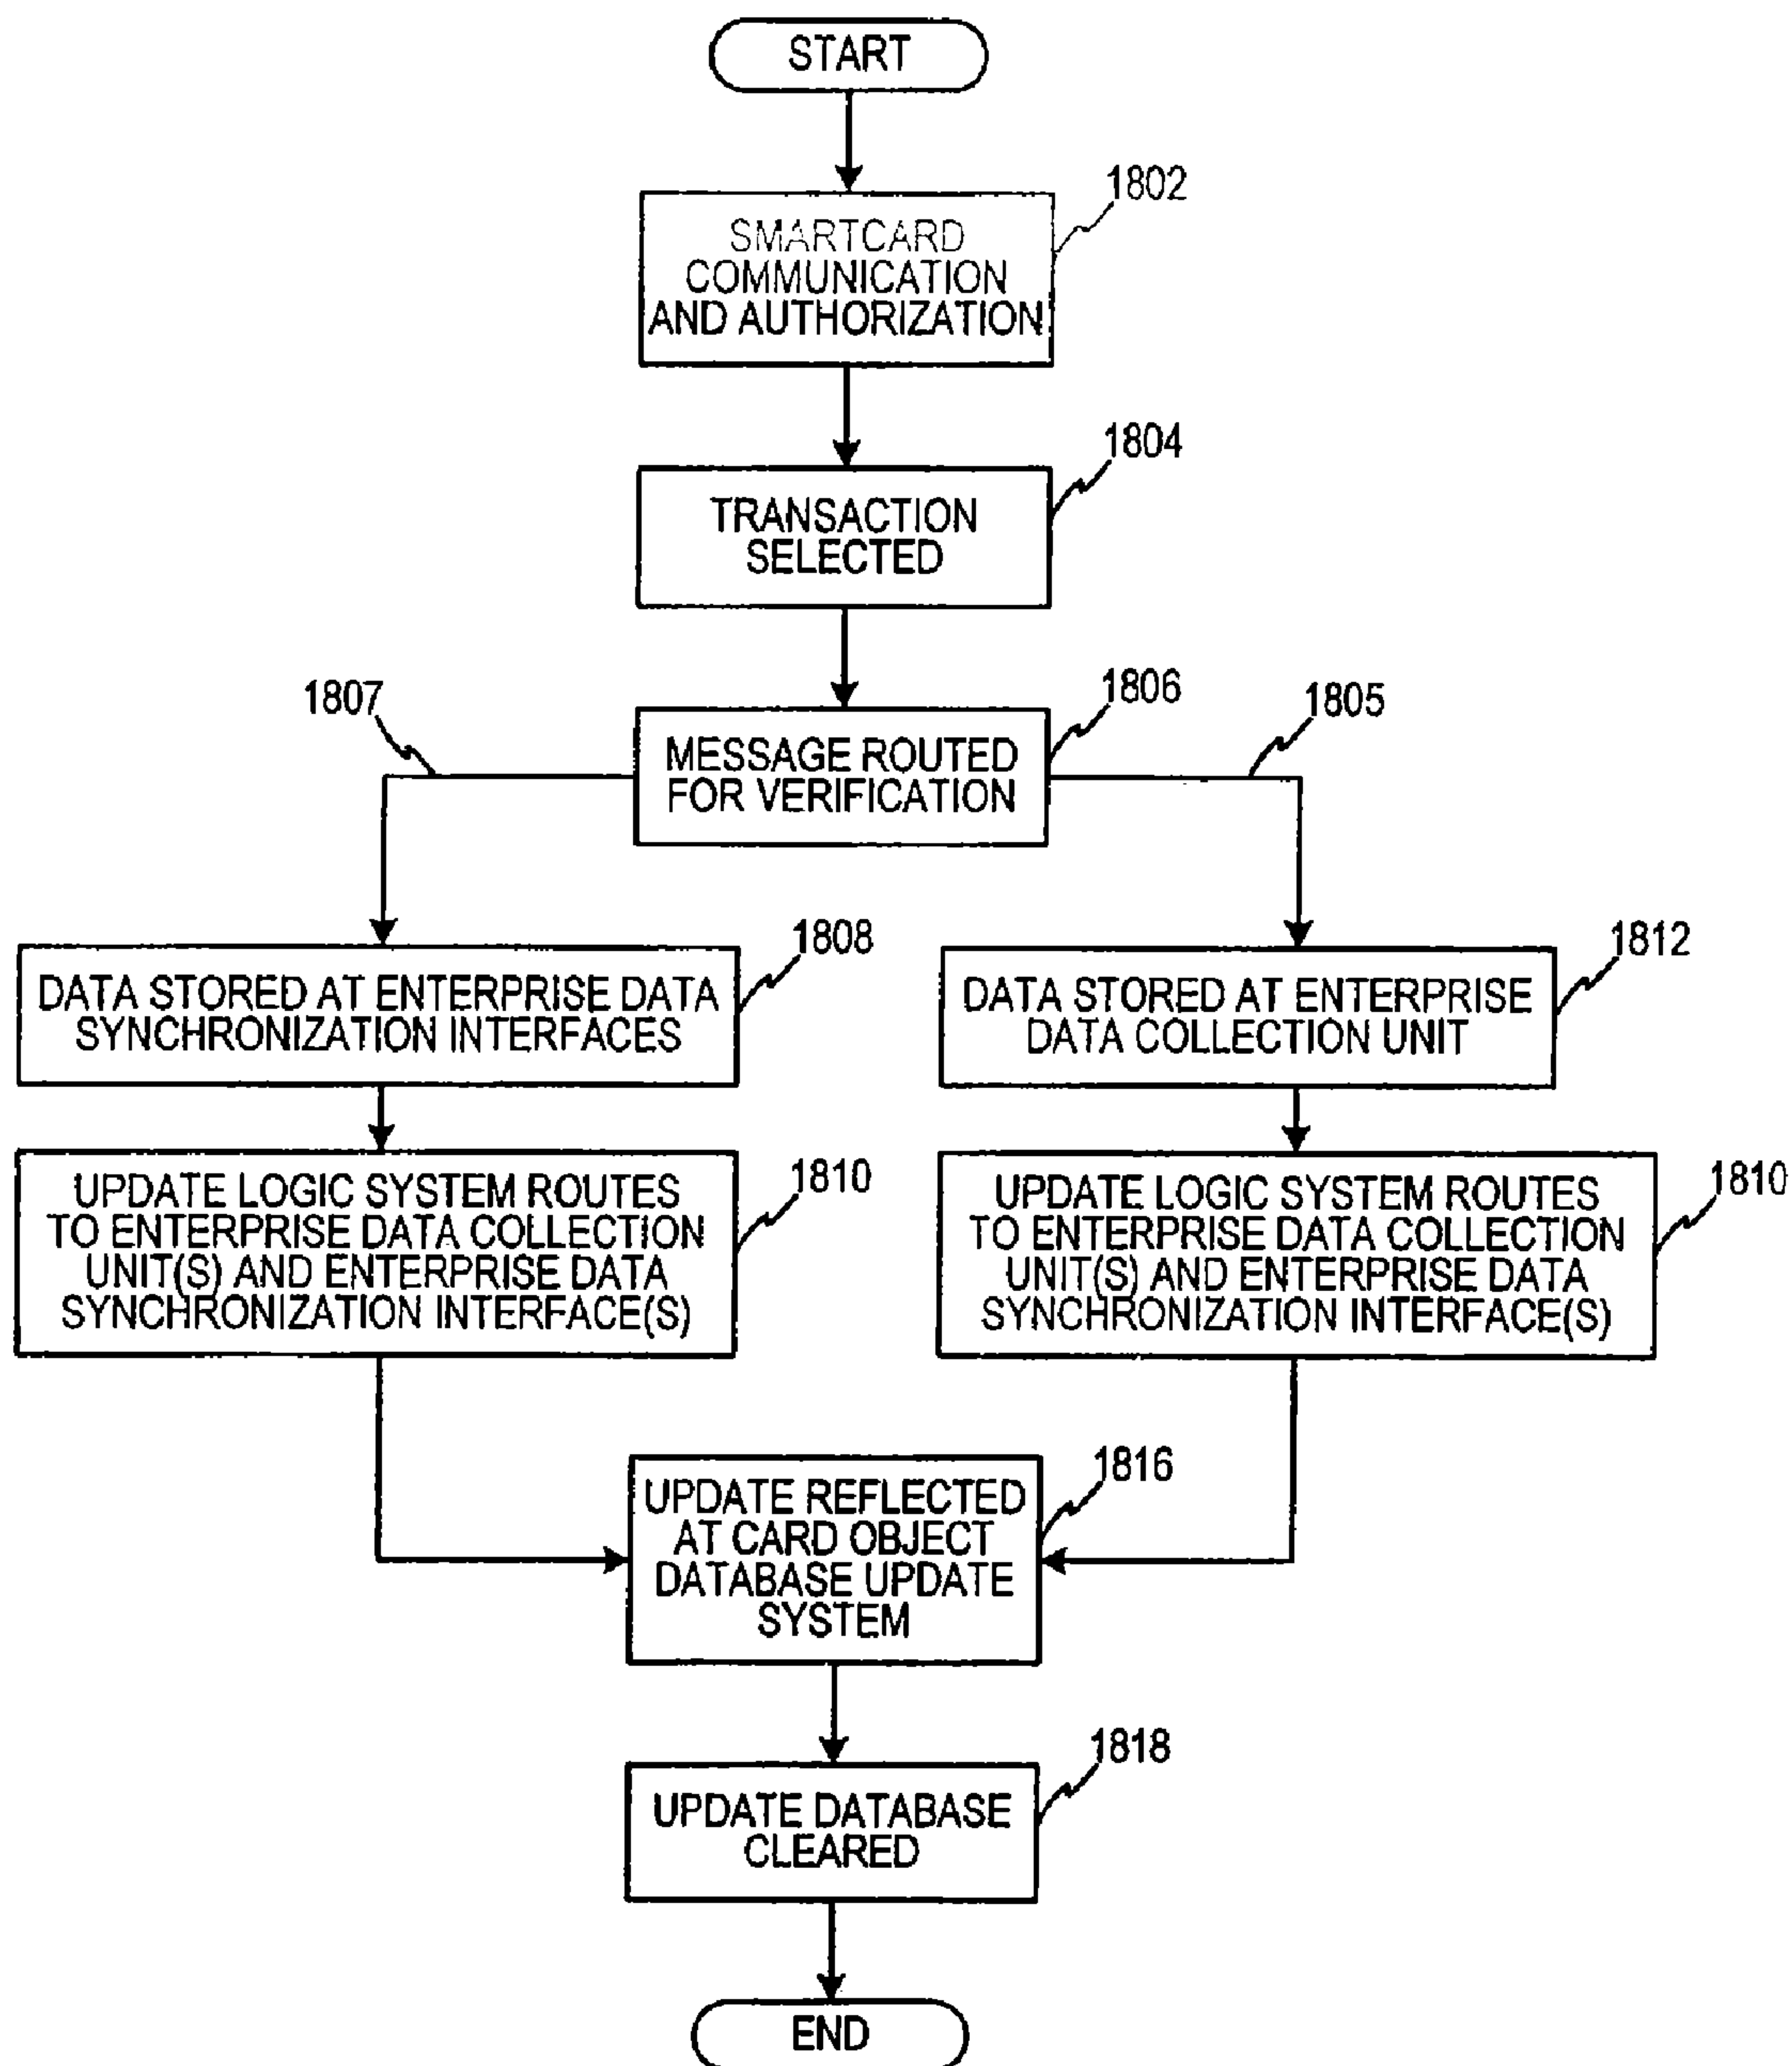 START
1802
SMARTCARD
COMMUNICATION
AND AUTHORIZATION
1804
TRANSACTION
SELECTED
1807
1806
1805
MESSAGE ROUTED
FOR VERIFICATION
1808
DATA STORED AT ENTERPRISE DATA
SYNCHRONIZATION INTERFACES
1812
DATA STORED AT ENTERPRISE
DATA COLLECTION UNIT
1810
UPDATE LOGIC SYSTEM ROUTES
TO ENTERPRISE DATA COLLECTION
UNIT(S) AND ENTERPRISE DATA
SYNCHRONIZATION INTERFACE(S)
1810
UPDATE LOGIC SYSTEM ROUTES
TO ENTERPRISE DATA COLLECTION
UNIT(S) AND ENTERPRISE DATA
SYNCHRONIZATION INTERFACE(S)
1816
UPDATE REFLECTED
AT CARD OBJECT
DATABASE UPDATE
SYSTEM
1818
UPDATE DATABASE
CLEARED
END